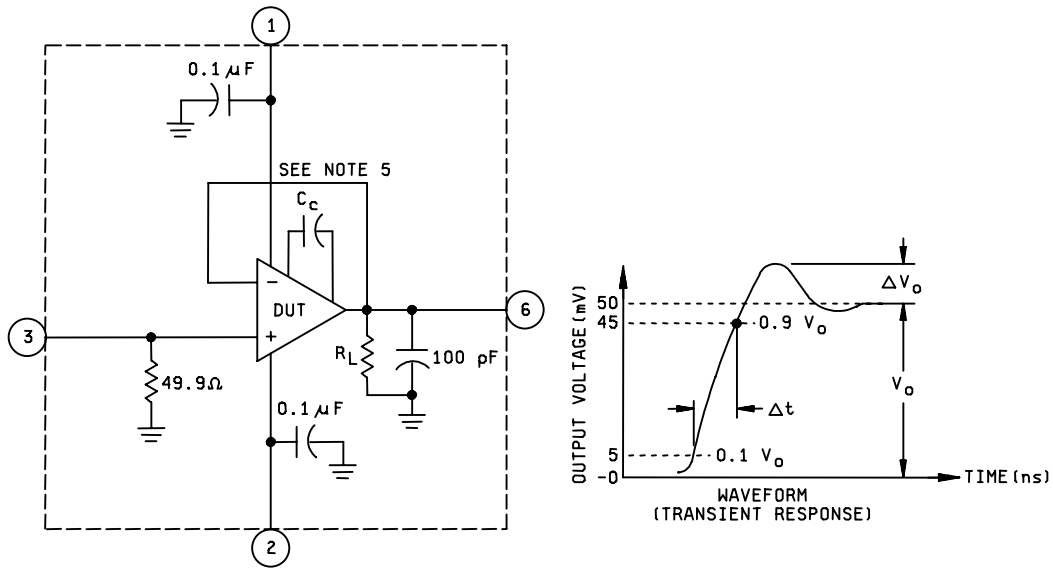 1
0.1 µF
SEE NOTE 5
Cc
-
DUT
+
3
6
49.9Ω
RL
100 pF
0.1 µF
2
OUTPUT VOLTAGE(mV)
50
45
5
-0
0.9 Vo
0.1 Vo
Δt
ΔVo
Vo
TIME(ns)
WAVEFORM
(TRANSIENT RESPONSE)